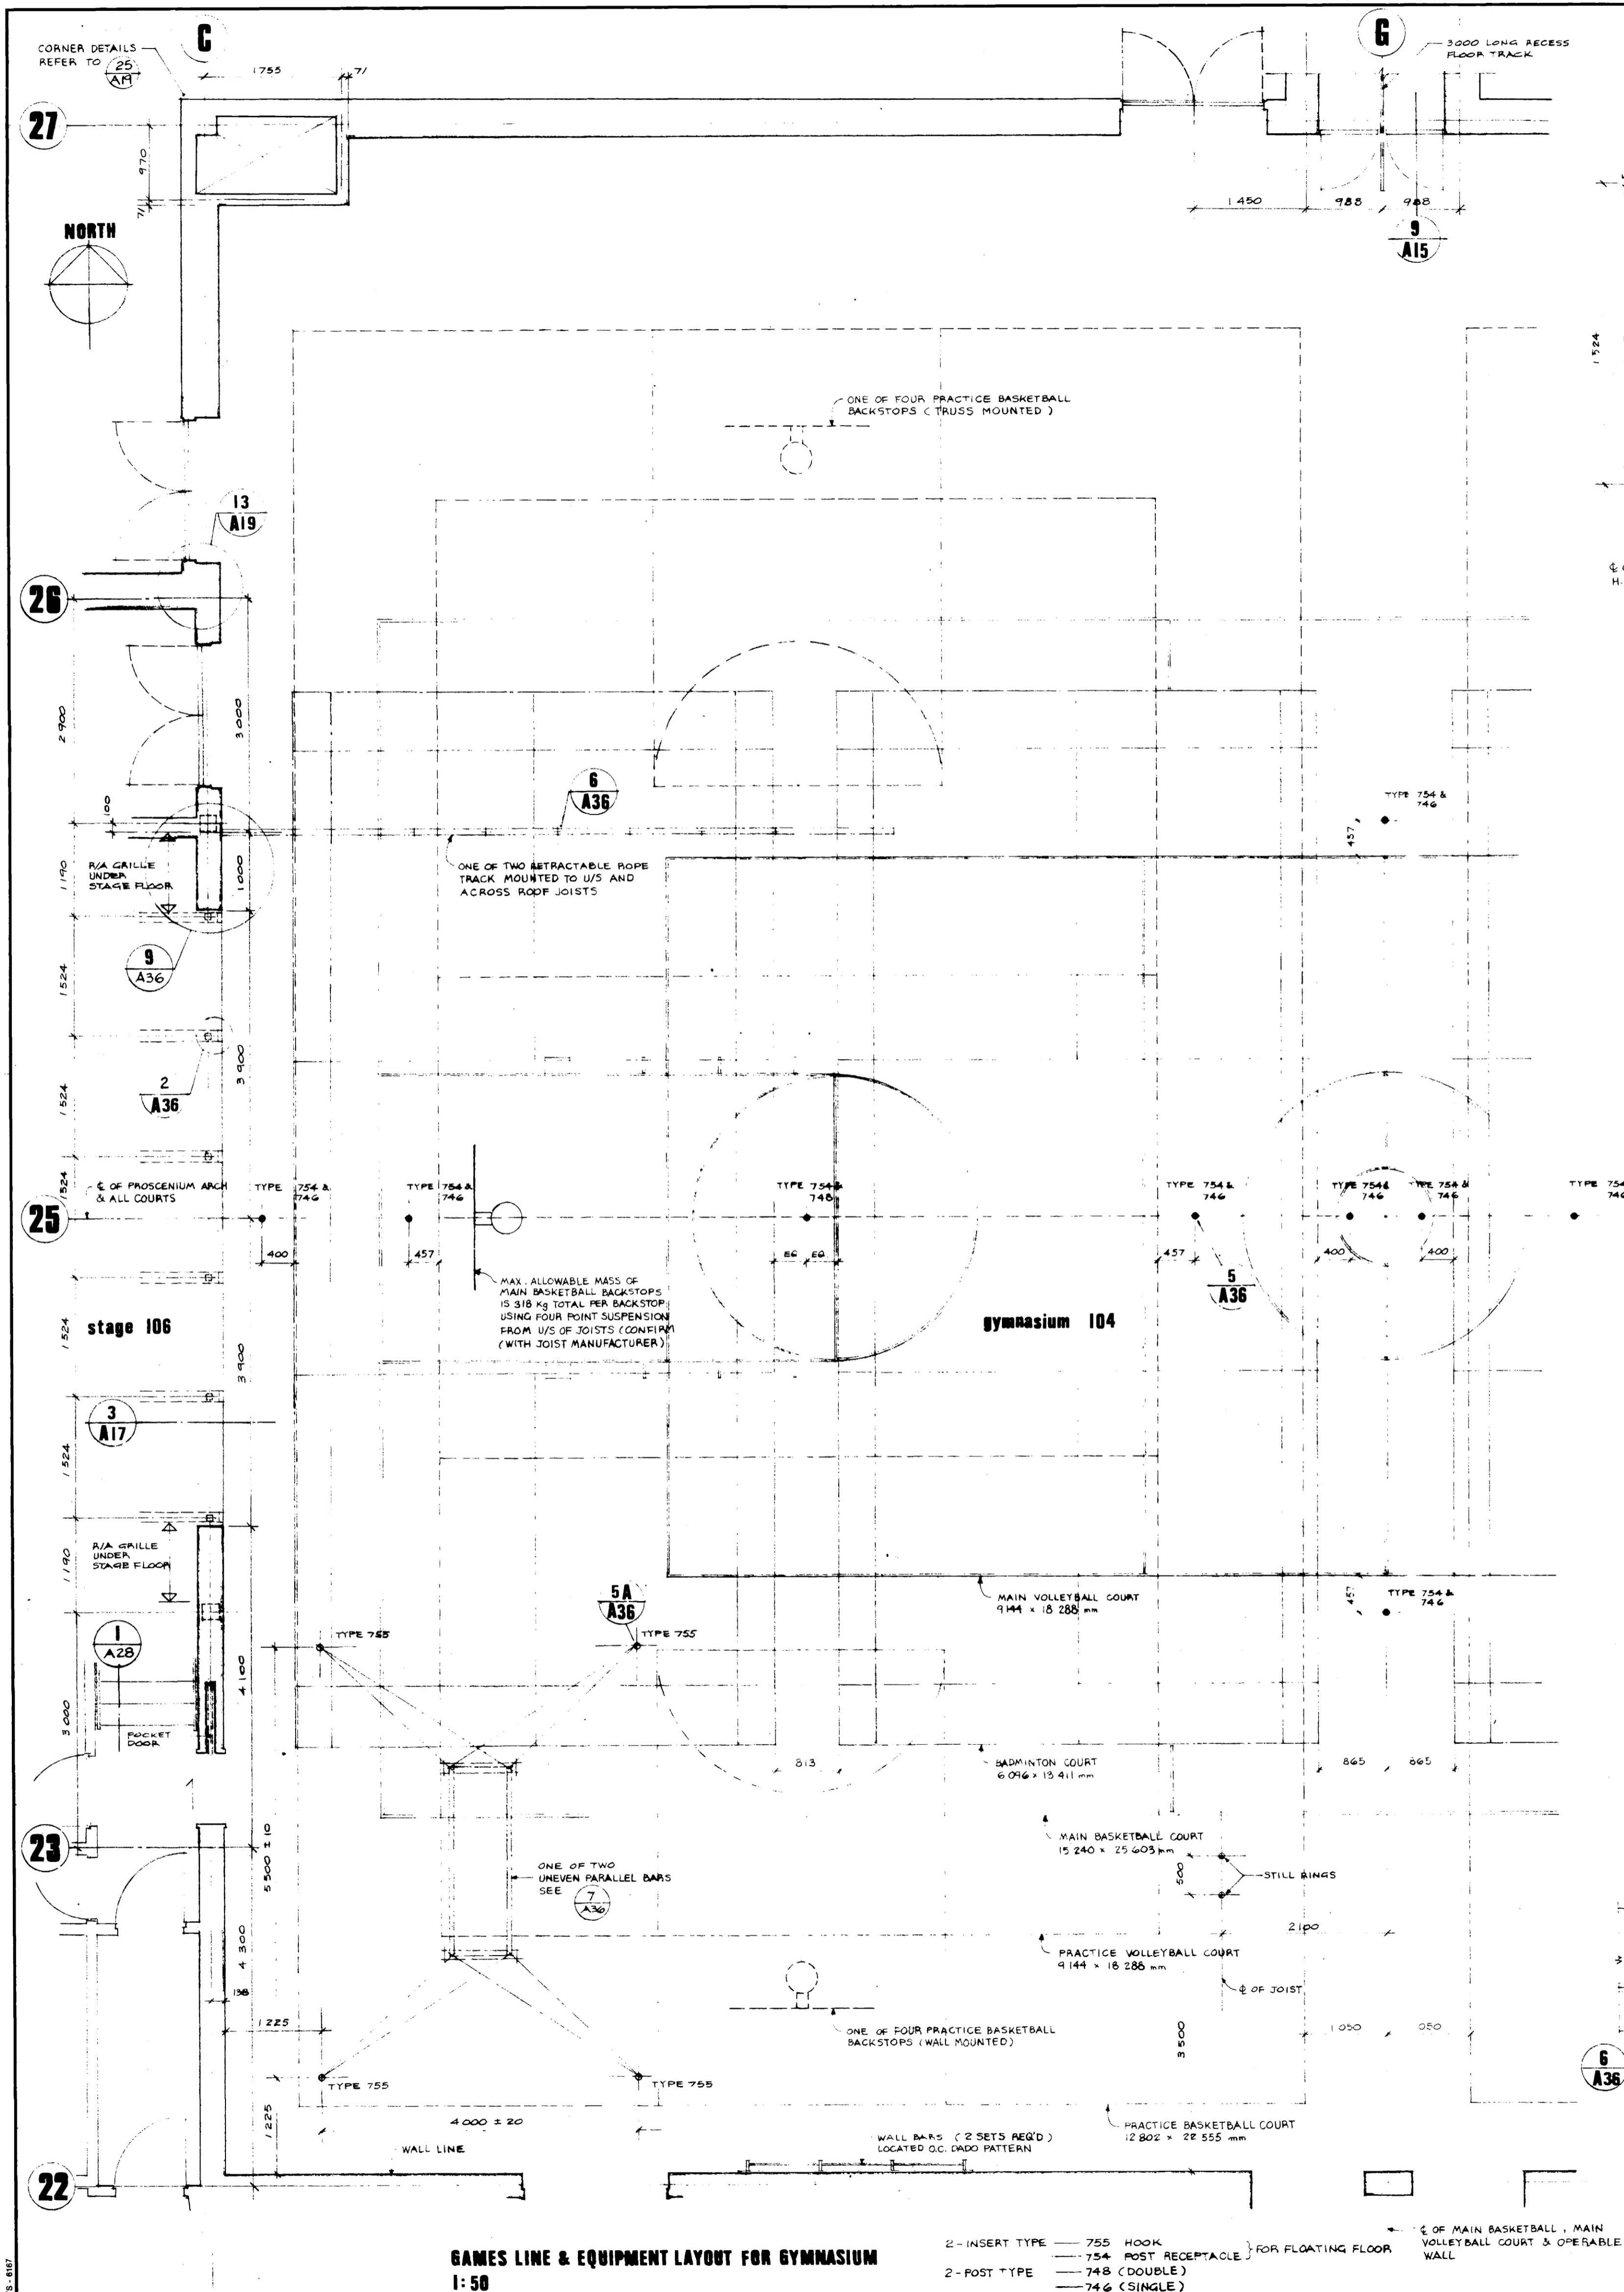 CORNER DETAILS
REFER TO 25
A19
C
1755
71
G
3000 LONG RECESS
FLOOR TRACK
27
970
71
NORTH
1450
988
988
9
A15
1524
ONE OF FOUR PRACTICE BASKETBALL
BACKSTOPS (TRUSS MOUNTED)
13
A19
26
2900
3000
6
A36
TYPE 754 &
746
457
100
1190
R/A GRILLE
UNDER
STAGE FLOOR
1000
ONE OF TWO RETRACTABLE ROPE
TRACK MOUNTED TO U/S AND
ACROSS ROOF JOISTS
9
A36
1524
3900
2
A36
1524
1524
℄ OF PROSCENIUM ARCH
& ALL COURTS
TYPE 754 &
746
TYPE 754 &
746
TYPE 754 &
748
TYPE 754 &
746
TYPE 754 &
746
TYPE 754 &
746
TYPE 754
746
25
400
457
EQ EQ
457
400
400
5
A36
MAX. ALLOWABLE MASS OF
MAIN BASKETBALL BACKSTOPS
IS 318 Kg TOTAL PER BACKSTOP
USING FOUR POINT SUSPENSION
FROM U/S OF JOISTS (CONFIRM
(WITH JOIST MANUFACTURER)
1524
stage 106
gymnasium 104
3900
3
A17
1524
R/A GRILLE
UNDER
STAGE FLOOR
1190
5A
A36
MAIN VOLLEYBALL COURT
9144 x 18 288 mm
457
TYPE 754 &
746
1
A28
TYPE 755
TYPE 755
4100
3000
POCKET
DOOR
813
BADMINTON COURT
6 096 x 13 411 mm
865
865
23
5500 ± 10
MAIN BASKETBALL COURT
15 240 x 25 603 mm
ONE OF TWO
UNEVEN PARALLEL BARS
SEE 7
A36
STILL RINGS
4300
2100
PRACTICE VOLLEYBALL COURT
9 144 x 18 288 mm
℄ OF JOIST
138
1225
ONE OF FOUR PRACTICE BASKETBALL
BACKSTOPS (WALL MOUNTED)
3500
1050
050
6
A36
TYPE 755
TYPE 755
1225
4000 ± 20
PRACTICE BASKETBALL COURT
12 802 x 22 555 mm
WALL LINE
WALL BARS (2 SETS REQ'D)
LOCATED O.C. DADO PATTERN
22
GAMES LINE & EQUIPMENT LAYOUT FOR GYMNASIUM
1:50
2-INSERT TYPE — 755 HOOK
— 754 POST RECEPTACLE } FOR FLOATING FLOOR
2-POST TYPE — 748 (DOUBLE)
— 746 (SINGLE)
℄ OF MAIN BASKETBALL, MAIN
VOLLEYBALL COURT & OPERABLE
WALL